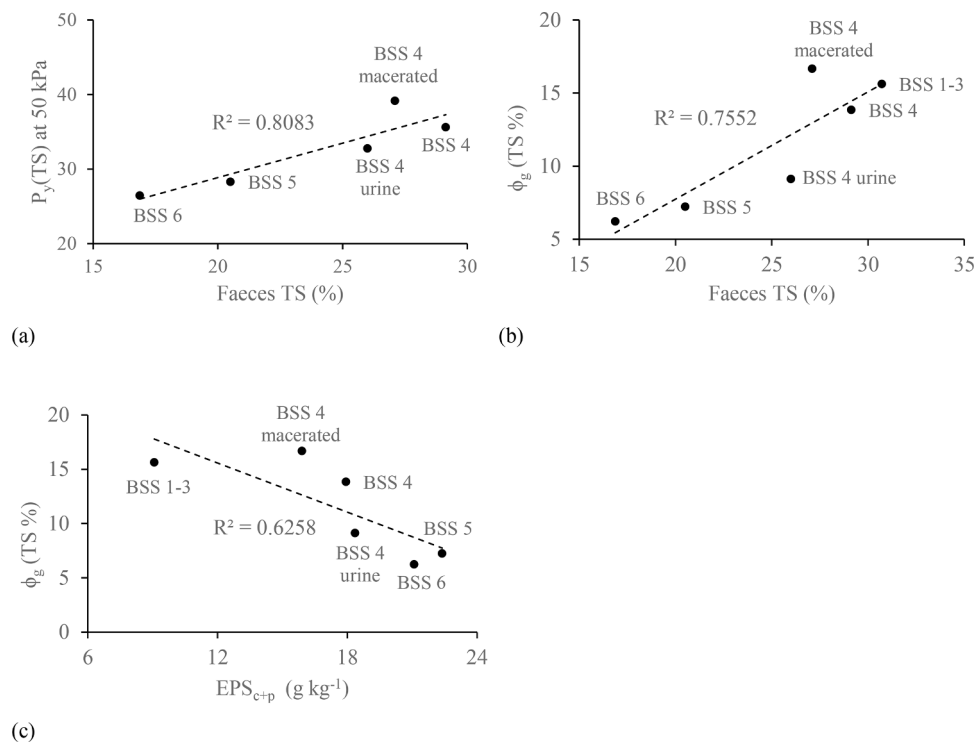 50
40
30
20
P_y(TS) at 50 kPa
BSS 4
macerated
R² = 0.8083
BSS 4
BSS 4
urine
BSS 5
BSS 6
15 20 25 30
Faeces TS (%)
(a)
20
15
10
5
ϕ_g (TS %)
BSS 4
macerated
BSS 1-3
R² = 0.7552
BSS 4
BSS 4 urine
BSS 6
BSS 5
15 20 25 30 35
Faeces TS (%)
(b)
20
15
10
5
0
ϕ_g (TS %)
BSS 4
macerated
BSS 1-3
BSS 4
R² = 0.6258
BSS 5
BSS 4
urine
BSS 6
6 12 18 24
EPS_c+p (g kg⁻¹)
(c)